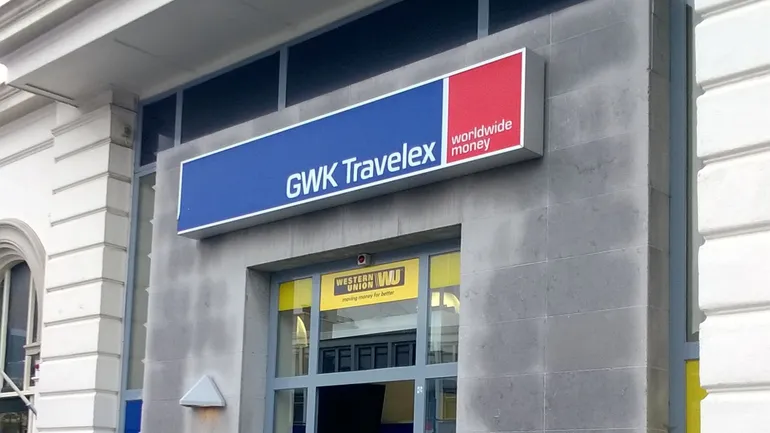 GWK Travelex
worldwide
money
WESTERN
UNION WU
moving money for better